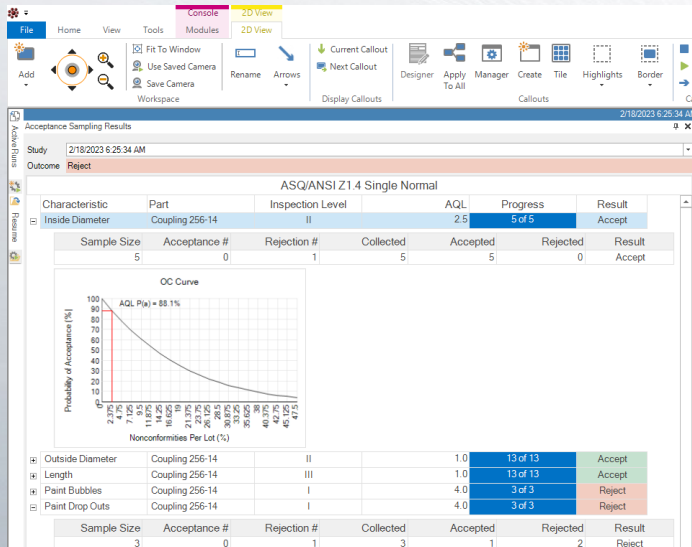 Console 2D View
File Home View Tools Modules 2D View
Add
Fit To Window
Use Saved Camera
Save Camera
Workspace
Rename
Arrows
Current Callout
Next Callout
Display Callouts
Designer
Apply To All
Manager
Create
Tile
Highlights
Border
Callouts
2/18/2023 6:25:34 AM
Acceptance Sampling Results
Active Runs
Resume
Study 2/18/2023 6:25:34 AM
Outcome Reject
ASQ/ANSI Z1.4 Single Normal
Characteristic Part Inspection Level AQL Progress Result
Inside Diameter Coupling 256-14 II 2.5 5 of 5 Accept
Sample Size Acceptance # Rejection # Collected Accepted Rejected Result
5 0 1 5 5 0 Accept
OC Curve
AQL P(a) = 88.1%
Probability of Acceptance (%)
100
90
80
70
60
50
40
30
20
10
0
0 2.375 4.75 7.125 9.5 11.875 14.25 16.625 19 21.375 23.75 26.125 28.5 30.875 33.25 35.625 38 40.375 42.75 45.125 47.5
Nonconformities Per Lot (%)
Outside Diameter Coupling 256-14 II 1.0 13 of 13 Accept
Length Coupling 256-14 III 1.0 13 of 13 Accept
Paint Bubbles Coupling 256-14 I 4.0 3 of 3 Reject
Paint Drop Outs Coupling 256-14 I 4.0 3 of 3 Reject
Sample Size Acceptance # Rejection # Collected Accepted Rejected Result
3 0 1 3 1 2 Reject